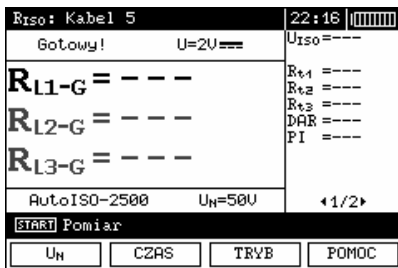 RISO: Kabel 5 22:16
Gotowy! U=2V
UISO=---
RL1-G= - - -
Rt1 =---
Rt2 =---
RL2-G= - - -
Rt3 =---
DAR =---
PI =---
RL3-G= - - -
AutoISO-2500 UN=50V
◂1/2▸
START Pomiar
UN CZAS TRYB POMOC